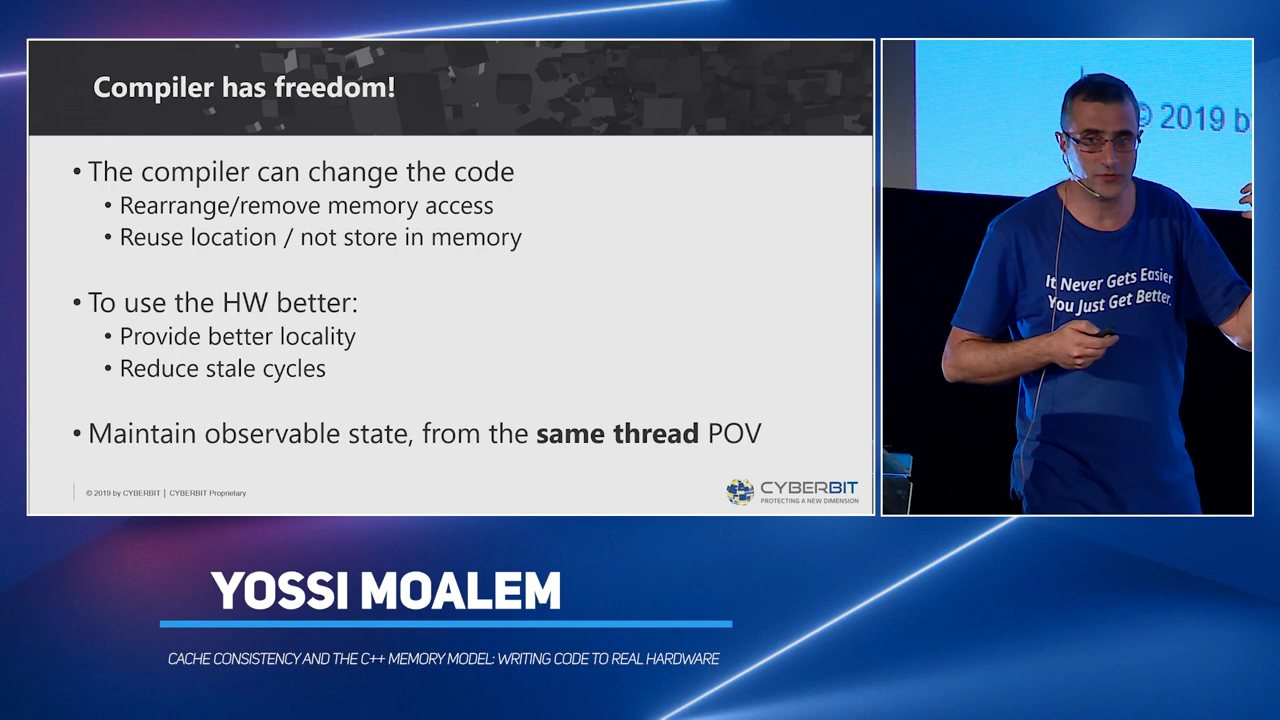 Compiler has freedom!
• The compiler can change the code
• Rearrange/remove memory access
• Reuse location / not store in memory
• To use the HW better:
• Provide better locality
• Reduce stale cycles
• Maintain observable state, from the same thread POV
© 2019 by CYBERBIT | CYBERBIT Proprietary
CYBERBIT
PROTECTING A NEW DIMENSION
© 2019 b
It Never Gets Easier
You Just Get Better.
YOSSI MOALEM
CACHE CONSISTENCY AND THE C++ MEMORY MODEL: WRITING CODE TO REAL HARDWARE